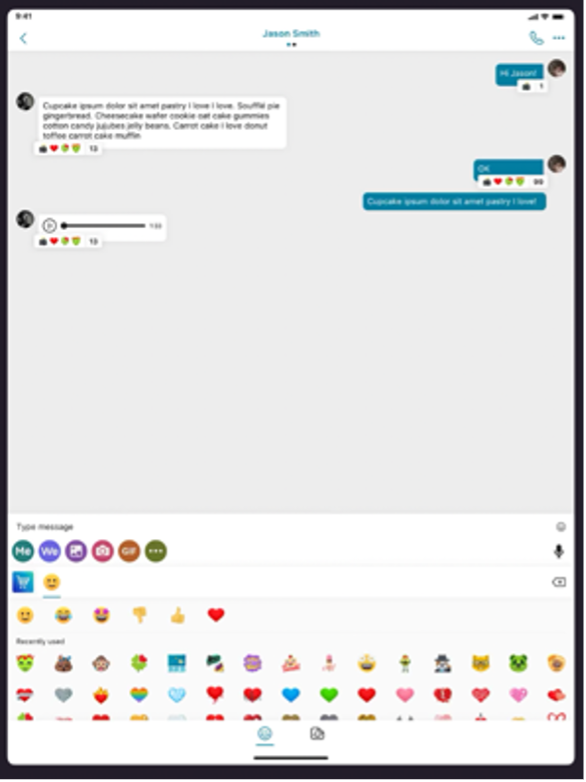 9:41
Jason Smith
Hi Jason!
1
Cupcake ipsum dolor sit amet pastry I love I love. Soufflé pie
gingerbread. Cheesecake wafer cookie oat cake gummies
cotton candy jujubes jelly beans. Carrot cake I love donut
toffee carrot cake muffin
13
OK
99
Cupcake ipsum dolor sit amet pastry I love!
13
Type message
Me We GIF
Recently used